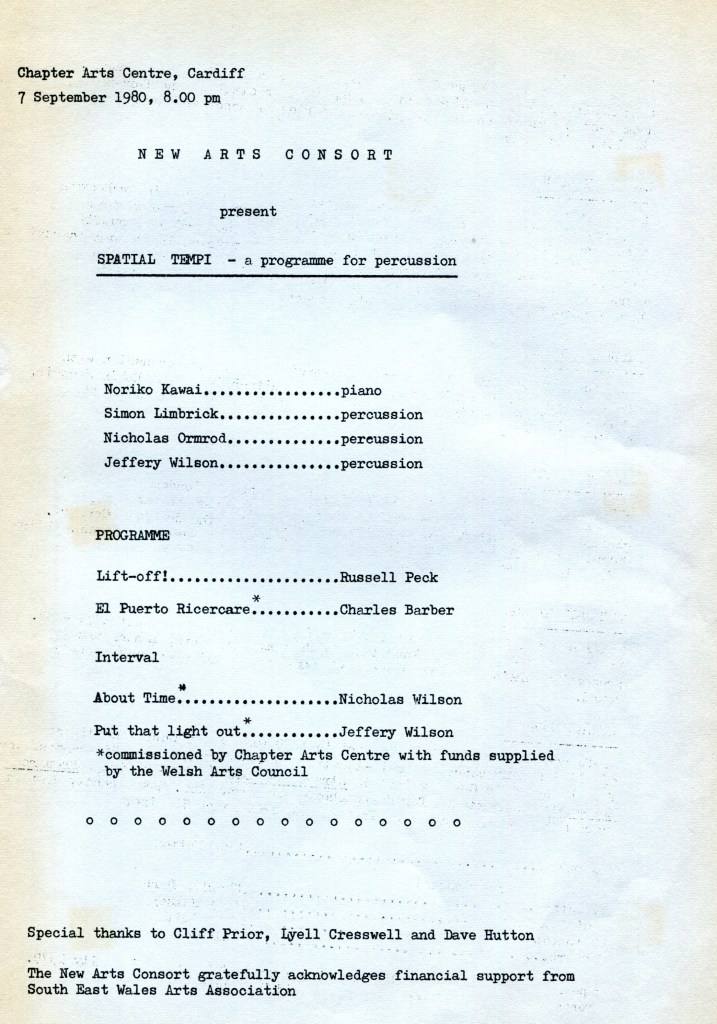 Chapter Arts Centre, Cardiff
7 September 1980, 8.00 pm
NEW ARTS CONSORT
present
SPATIAL TEMPI - a programme for percussion
Noriko Kawai.................piano
Simon Limbrick...............percussion
Nicholas Ormrod..............percussion
Jeffery Wilson...............percussion
PROGRAMME
Lift-off!.....................Russell Peck
El Puerto Ricercare*...........Charles Barber
Interval
About Time*....................Nicholas Wilson
Put that light out*............Jeffery Wilson
*commissioned by Chapter Arts Centre with funds supplied
by the Welsh Arts Council
o o o o o o o o o o o o o o o o
Special thanks to Cliff Prior, Lyell Cresswell and Dave Hutton
The New Arts Consort gratefully acknowledges financial support from
South East Wales Arts Association